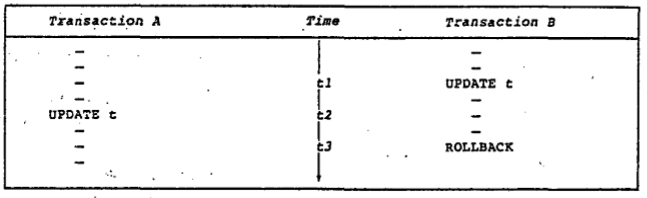 Transaction A Time Transaction B
—
— —
— t1 UPDATE t
— —
UPDATE t t2 —
— —
— t3 ROLLBACK
—